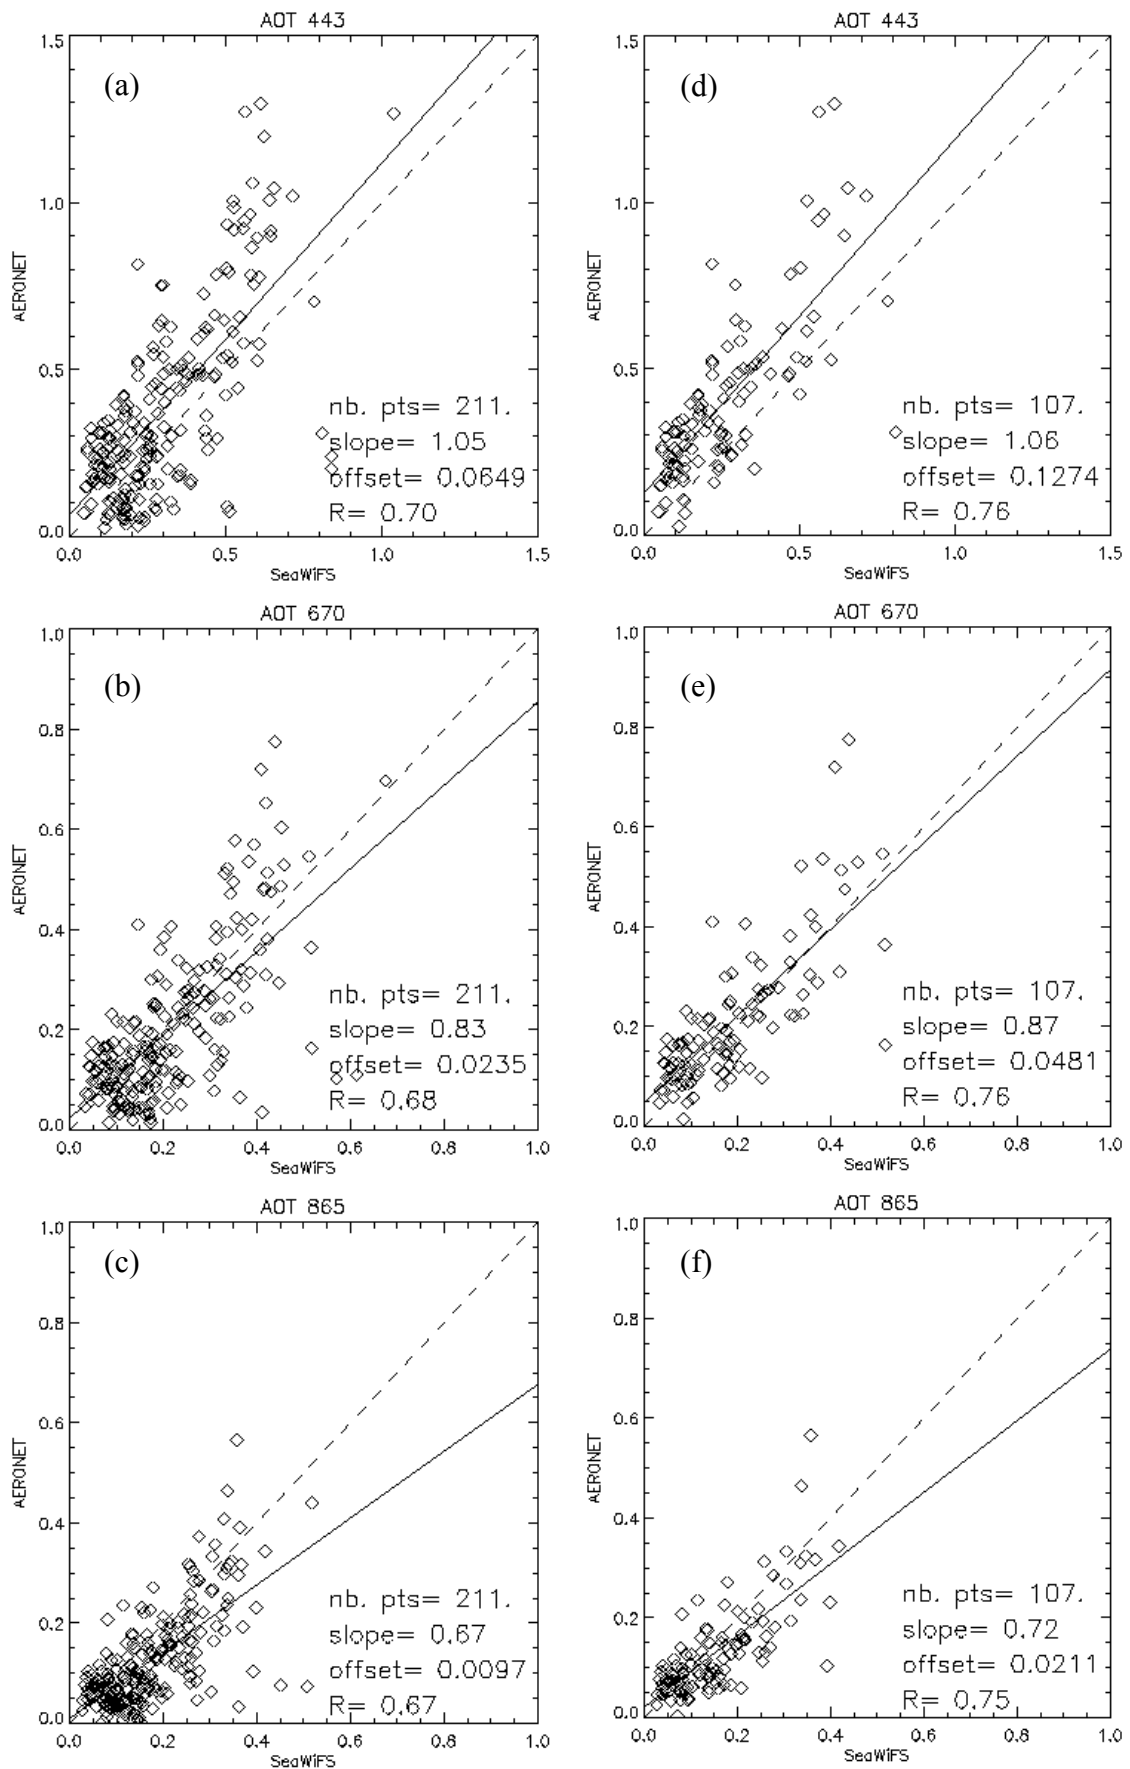 AOT 443
(a)
1.5
1.0
0.5
0.0
AERONET
nb. pts= 211.
slope= 1.05
offset= 0.0649
R= 0.70
0.0 0.5 1.0 1.5
SeaWiFS
AOT 443
(d)
1.5
1.0
0.5
0.0
AERONET
nb. pts= 107.
slope= 1.06
offset= 0.1274
R= 0.76
0.0 0.5 1.0 1.5
SeaWiFS
AOT 670
(b)
1.0
0.8
0.6
0.4
0.2
0.0
AERONET
nb. pts= 211.
slope= 0.83
offset= 0.0235
R= 0.68
0.0 0.2 0.4 0.6 0.8 1.0
SeaWiFS
AOT 670
(e)
1.0
0.8
0.6
0.4
0.2
0.0
AERONET
nb. pts= 107.
slope= 0.87
offset= 0.0481
R= 0.76
0.0 0.2 0.4 0.6 0.8 1.0
SeaWiFS
AOT 865
(c)
1.0
0.8
0.6
0.4
0.2
0.0
AERONET
nb. pts= 211.
slope= 0.67
offset= 0.0097
R= 0.67
0.0 0.2 0.4 0.6 0.8 1.0
SeaWiFS
AOT 865
(f)
1.0
0.8
0.6
0.4
0.2
0.0
AERONET
nb. pts= 107.
slope= 0.72
offset= 0.0211
R= 0.75
0.0 0.2 0.4 0.6 0.8 1.0
SeaWiFS